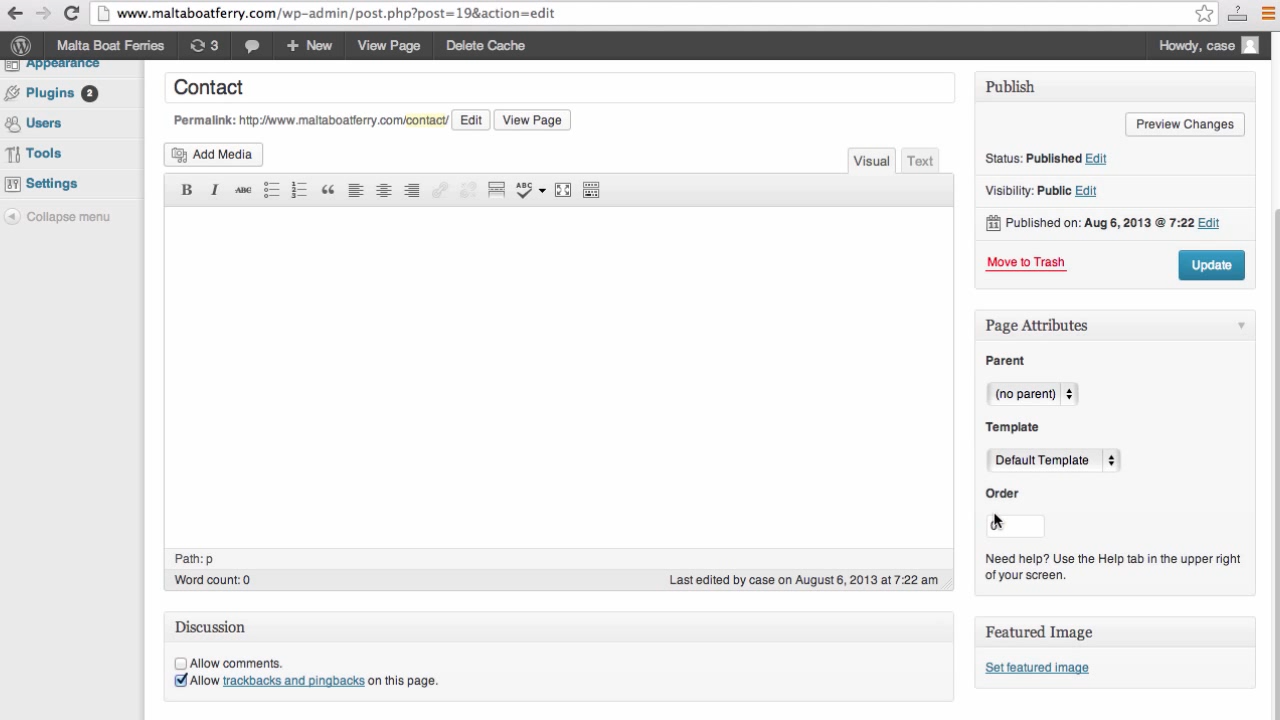 www.maltaboatferry.com/wp-admin/post.php?post=19&action=edit
Malta Boat Ferries 3 New View Page Delete Cache Howdy, case
Appearance
Plugins 2
Users
Tools
Settings
Collapse menu
Contact
Permalink: http://www.maltaboatferry.com/contact/ Edit View Page
Add Media
Visual Text
B I ABC ABC
Path: p
Word count: 0 Last edited by case on August 6, 2013 at 7:22 am
Discussion
Allow comments.
Allow trackbacks and pingbacks on this page.
Publish
Preview Changes
Status: Published Edit
Visibility: Public Edit
11 Published on: Aug 6, 2013 @ 7:22 Edit
Move to Trash Update
Page Attributes
Parent
(no parent)
Template
Default Template
Order
Need help? Use the Help tab in the upper right
of your screen.
Featured Image
Set featured image